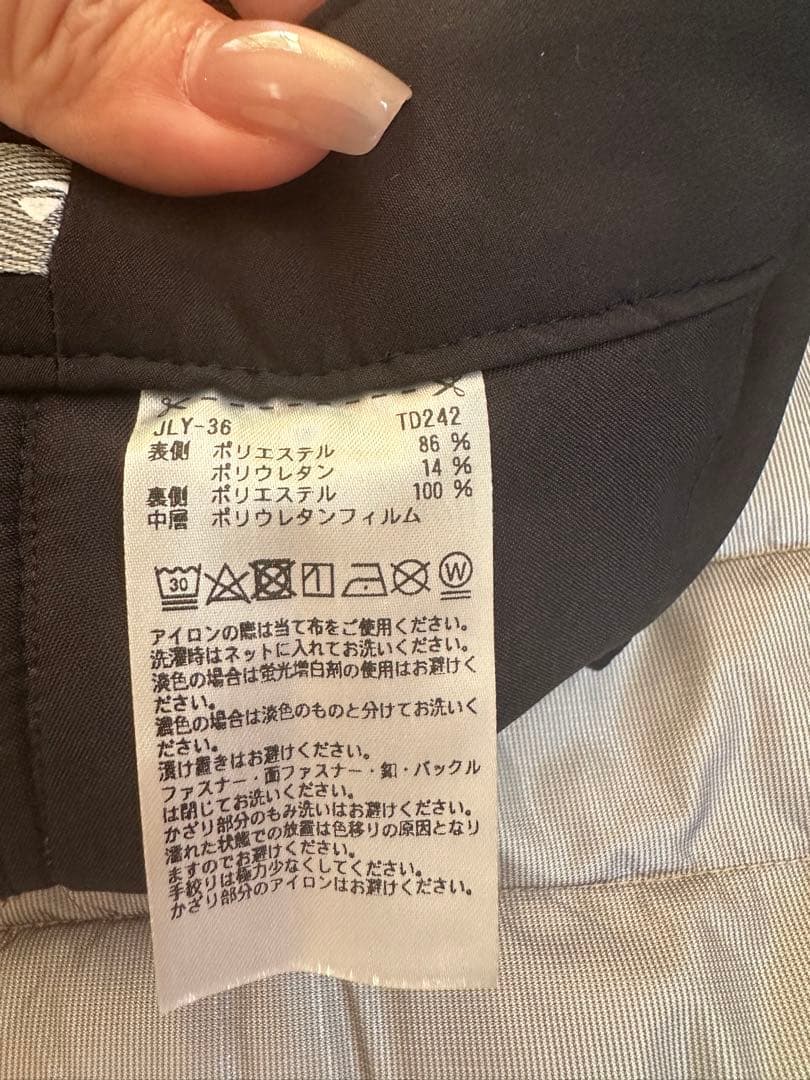 JLY-36 TD242
表側 ポリエステル 86 %
ポリウレタン 14 %
裏側 ポリエステル 100 %
中層 ポリウレタンフィルム
30 W
アイロンの際は当て布をご使用ください。
洗濯時はネットに入れてお洗いください。
淡色の場合は蛍光増白剤の使用はお避けく
ださい。
濃色の場合は淡色のものと分けてお洗いく
ださい。
漬け置きはお避けください。
ファスナー・面ファスナー・釦・バックル
は閉じてお洗いください。
かざり部分のもみ洗いはお避けください。
濡れた状態での放置は色移りの原因となり
ますのでお避けください。
手絞りは極力少なくしてください。
かざり部分のアイロンはお避けください。